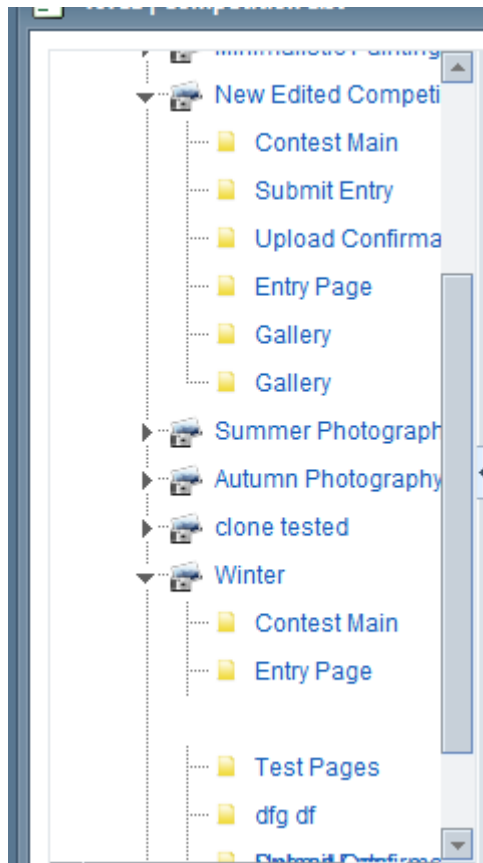 New Edited Competi
Contest Main
Submit Entry
Upload Confirma
Entry Page
Gallery
Gallery
Summer Photograph
Autumn Photography
clone tested
Winter
Contest Main
Entry Page
Test Pages
dfg df